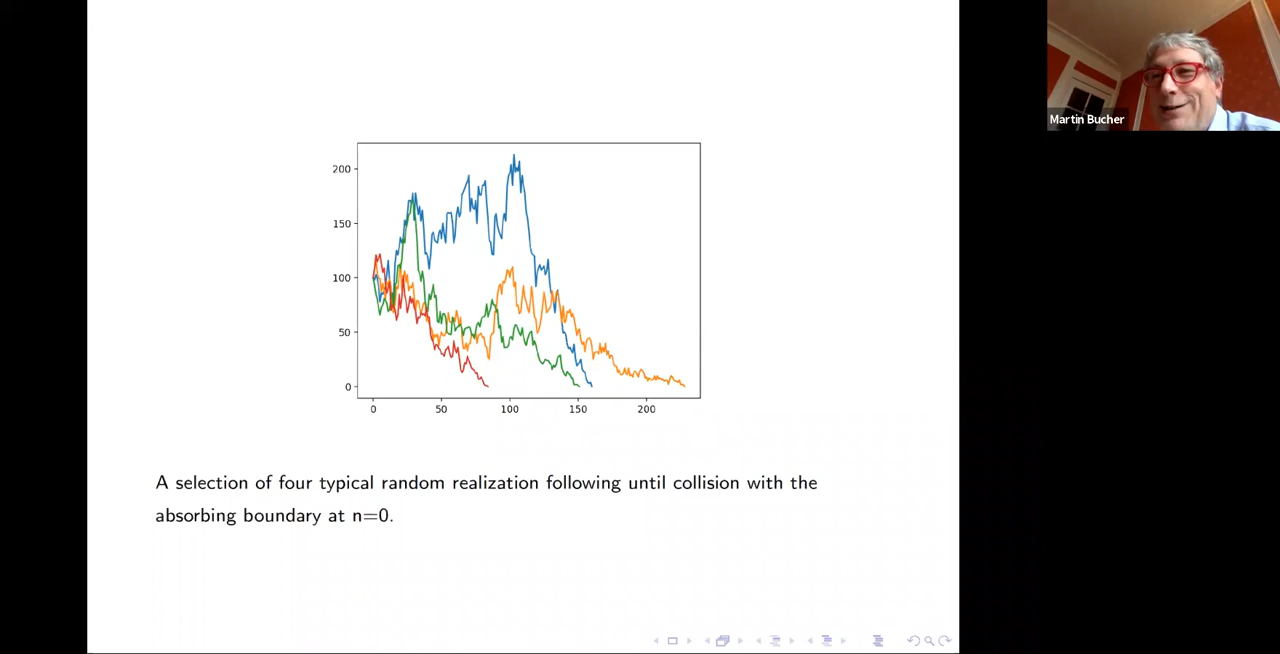 Martin Bucher
200
150
100
50
0
0 50 100 150 200
A selection of four typical random realization following until collision with the
absorbing boundary at n=0.